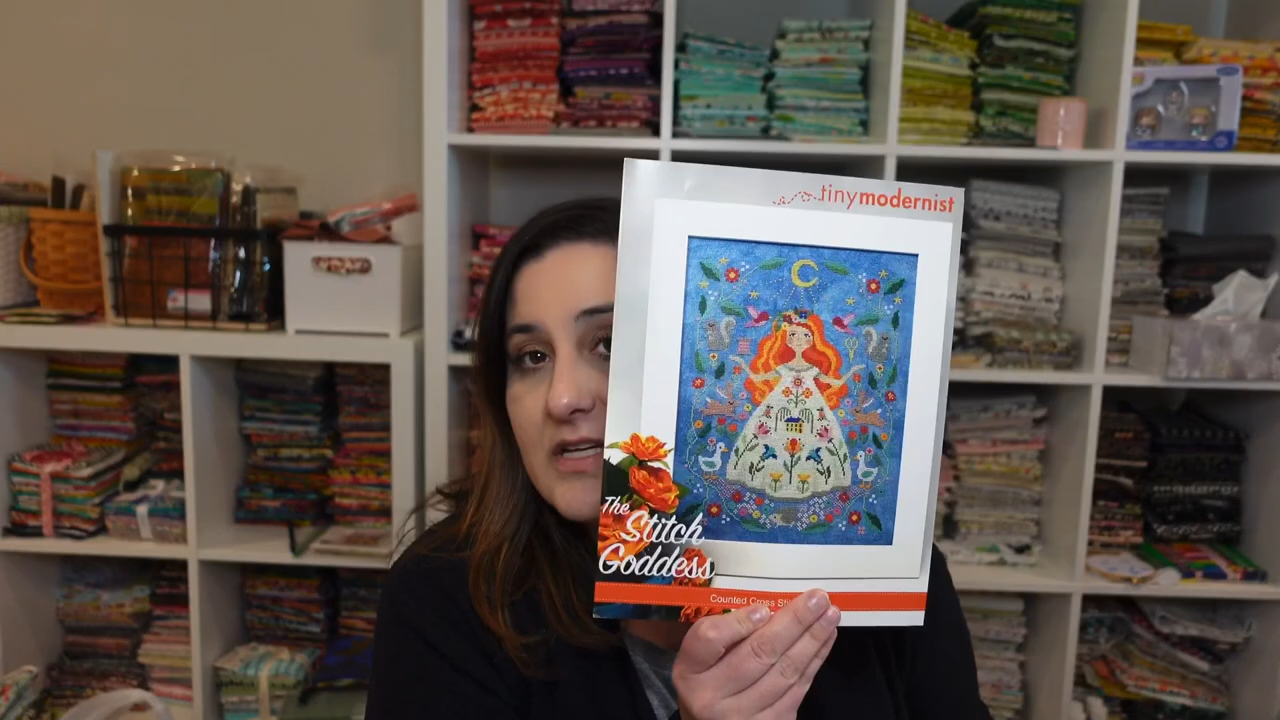 tinymodernist
The
Stitch
Goddess
Counted Cross Sti